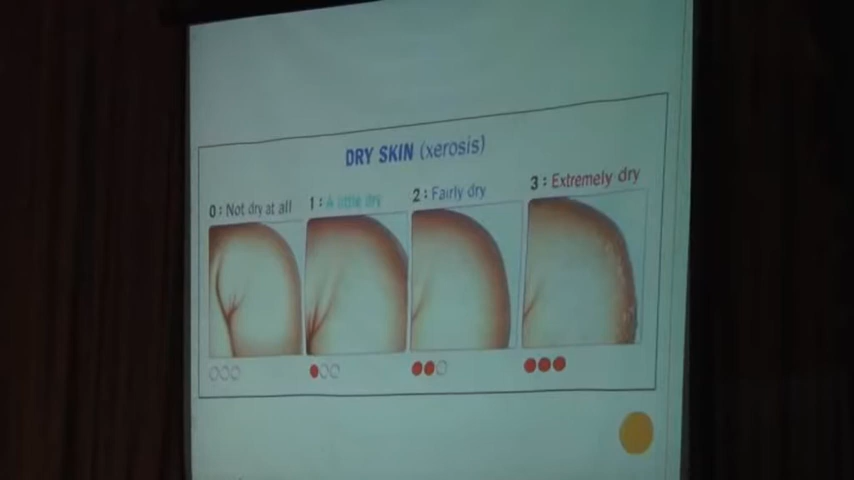 DRY SKIN (xerosis)
0 : Not dry at all
1 : A little dry
2 : Fairly dry
3 : Extremely dry